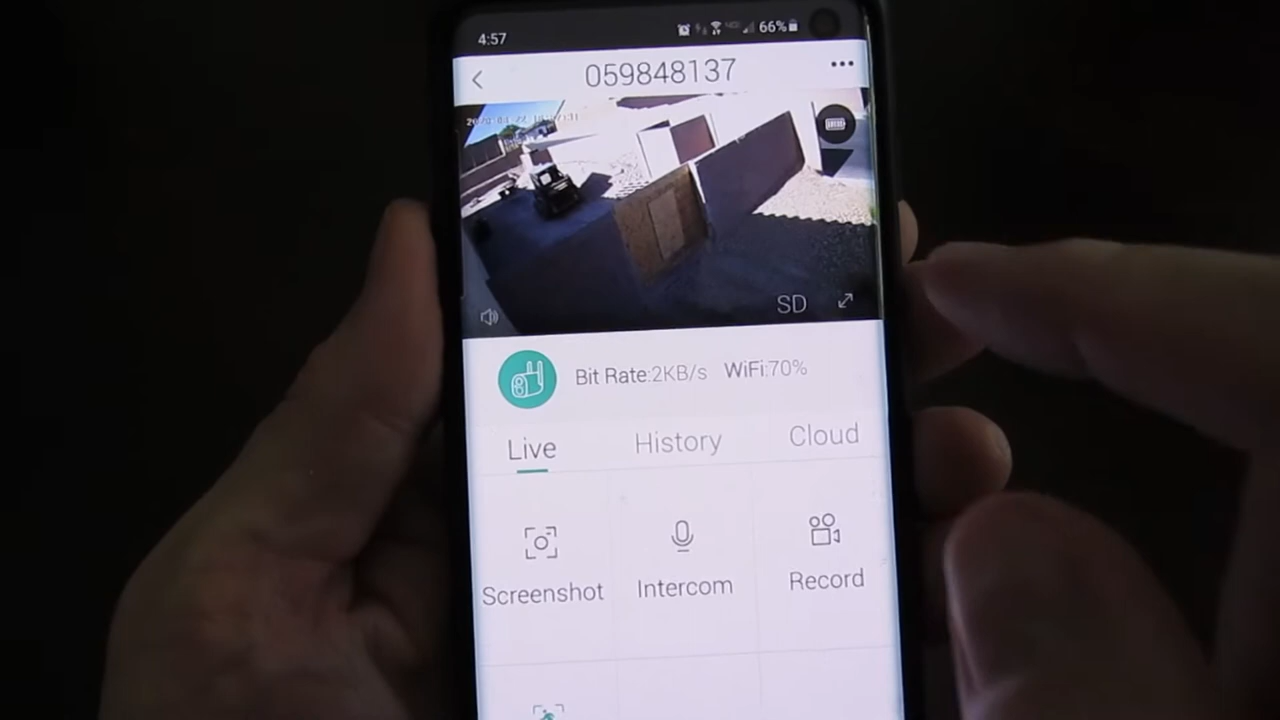 4:57 66%
059848137
SD
Bit Rate:2KB/s WiFi:70%
Live History Cloud
Screenshot Intercom Record